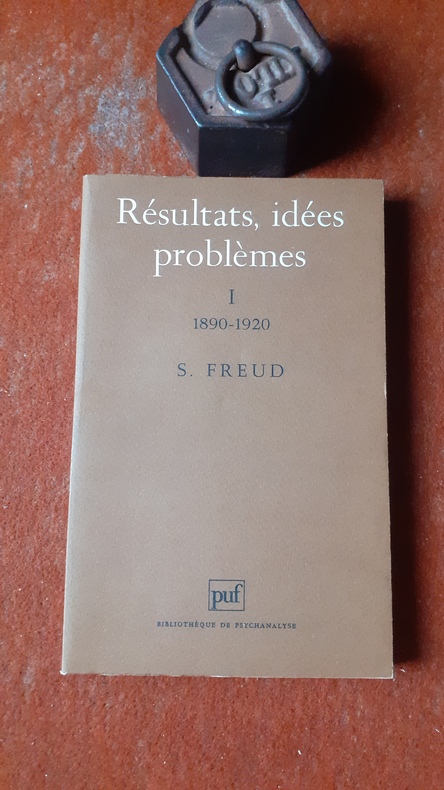 Résultats, idées
problèmes
I
1890-1920
S. FREUD
puf
BIBLIOTHÈQUE DE PSYCHANALYSE